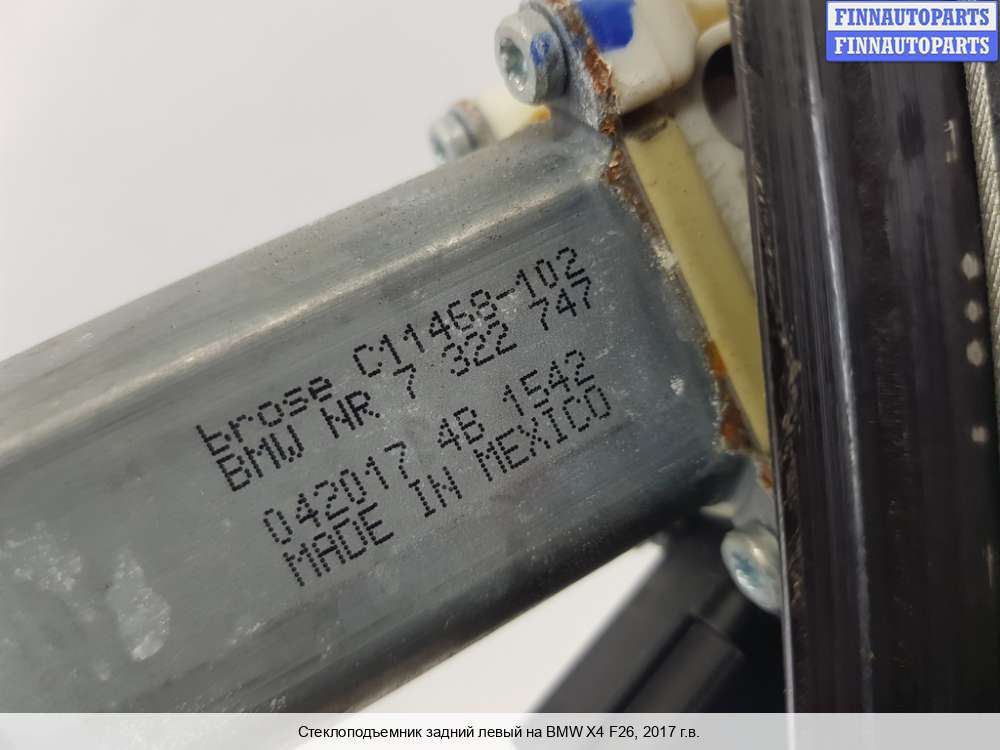 FINNAUTOPARTS
FINNAUTOPARTS
brose C11468-102
BMW NR 7 322 747
042017 4B 1542
MADE IN MEXICO
Стеклоподъемник задний левый на BMW X4 F26, 2017 г.в.